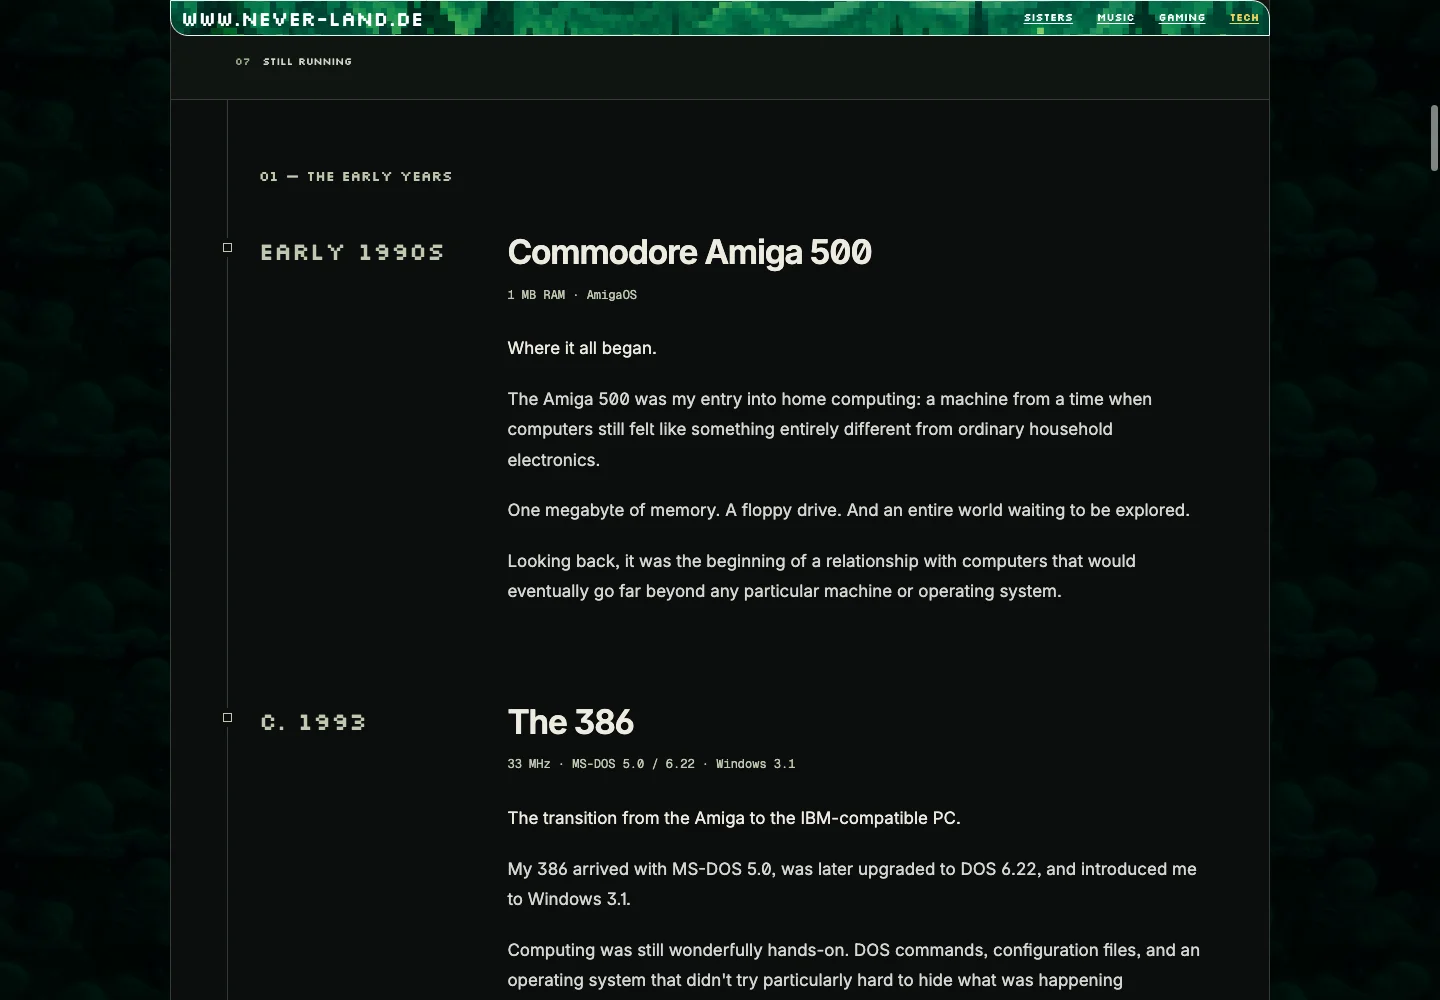 WWW.NEVER-LAND.DE
SISTERS MUSIC GAMING TECH
07 STILL RUNNING
01 — THE EARLY YEARS
EARLY 1990S
Commodore Amiga 500
1 MB RAM · AmigaOS
Where it all began.
The Amiga 500 was my entry into home computing: a machine from a time when
computers still felt like something entirely different from ordinary household
electronics.
One megabyte of memory. A floppy drive. And an entire world waiting to be explored.
Looking back, it was the beginning of a relationship with computers that would
eventually go far beyond any particular machine or operating system.
C. 1993
The 386
33 MHz · MS-DOS 5.0 / 6.22 · Windows 3.1
The transition from the Amiga to the IBM-compatible PC.
My 386 arrived with MS-DOS 5.0, was later upgraded to DOS 6.22, and introduced me
to Windows 3.1.
Computing was still wonderfully hands-on. DOS commands, configuration files, and an
operating system that didn't try particularly hard to hide what was happening